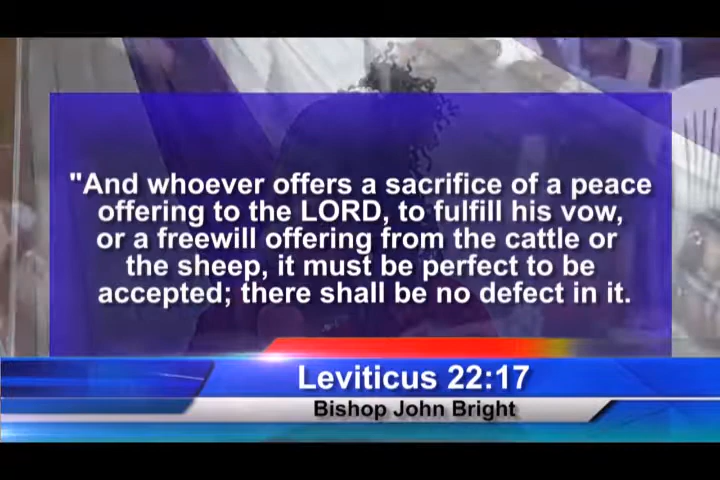 "And whoever offers a sacrifice of a peace
offering to the LORD, to fulfill his vow,
or a freewill offering from the cattle or
the sheep, it must be perfect to be
accepted; there shall be no defect in it.
Leviticus 22:17
Bishop John Bright